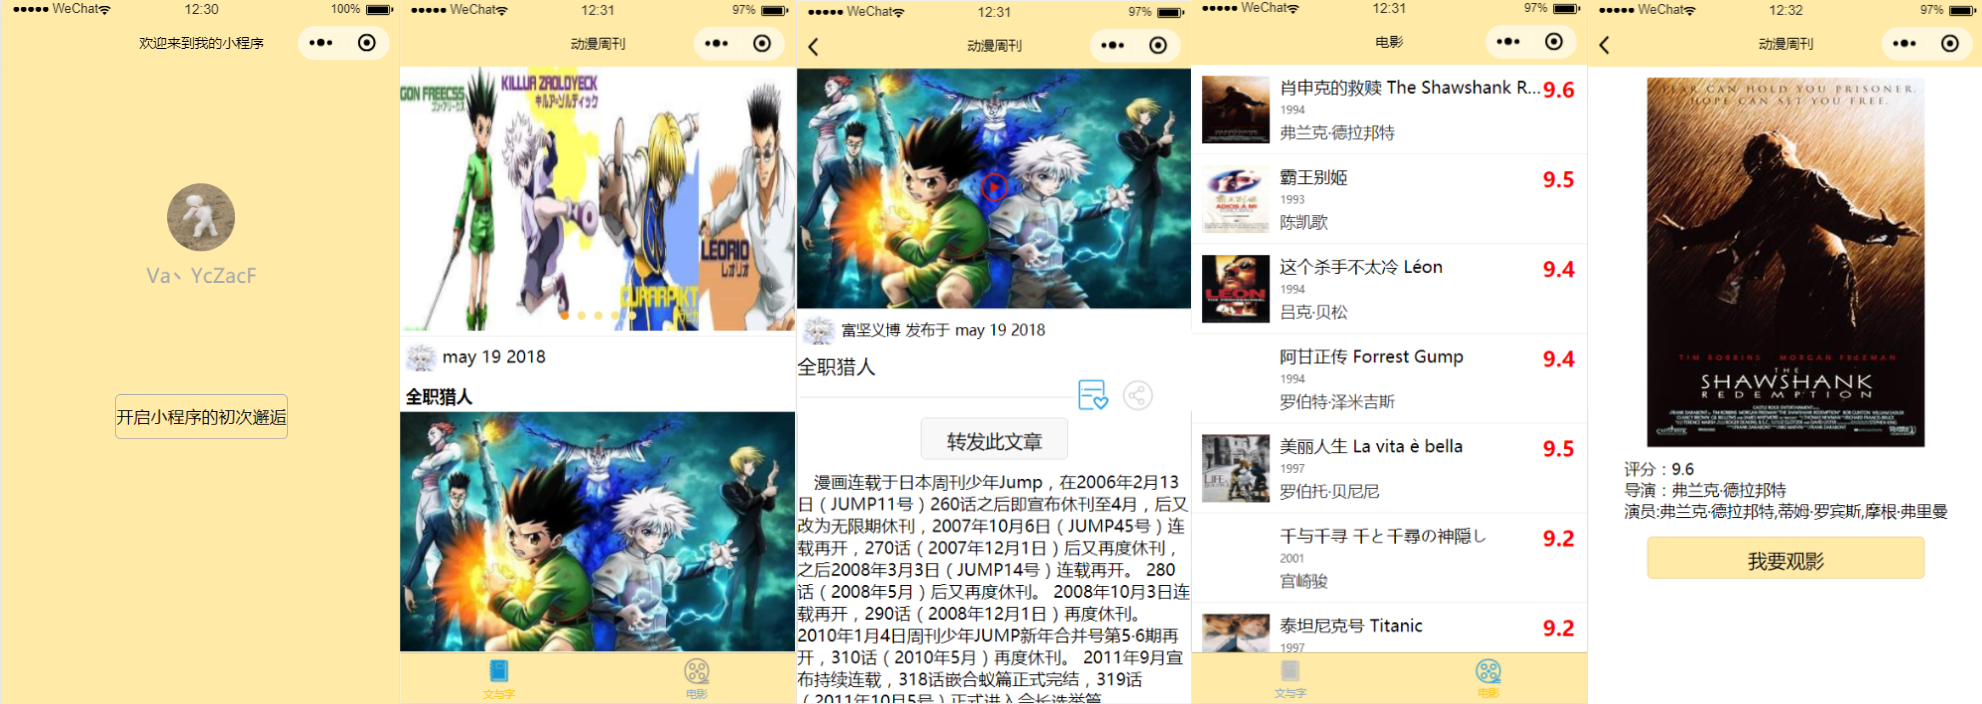 WeChat
12:30
100%
欢迎来到我的小程序
Va丶YcZacF
开启小程序的初次邂逅
WeChat
12:31
97%
动漫周刊
GON FREECSS
KILLUA ZAOLDYECK
キルア=ゾルディック
CURARPIKT
LEORIO
レオリオ
may 19 2018
全职猎人
文与字
电影
WeChat
12:31
97%
动漫周刊
富坚义博 发布于 may 19 2018
全职猎人
转发此文章
漫画连载于日本周刊少年Jump，在2006年2月13
日（JUMP11号）260话之后即宣布休刊至4月，后又
改为无限期休刊，2007年10月6日（JUMP45号）连
载再开，270话（2007年12月1日）后又再度休刊，
之后2008年3月3日（JUMP14号）连载再开。 280
话（2008年5月）后又再度休刊。 2008年10月3日连
载再开，290话（2008年12月1日）再度休刊。
2010年1月4日周刊少年JUMP新年合并号第5·6期再
开，310话（2010年5月）再度休刊。 2011年9月宣
布持续连载，318话嵌合蚁篇正式完结，319话
（2011年10月5号）正式进入会长选举篇
WeChat
12:31
97%
电影
肖申克的救赎 The Shawshank R...
9.6
1994
弗兰克·德拉邦特
霸王别姬
9.5
1993
陈凯歌
这个杀手不太冷 Léon
9.4
1994
吕克·贝松
LEON
阿甘正传 Forrest Gump
9.4
1994
罗伯特·泽米吉斯
美丽人生 La vita è bella
9.5
1997
罗伯托·贝尼尼
千与千寻 千と千尋の神隠し
9.2
2001
宫崎骏
泰坦尼克号 Titanic
9.2
1997
文与字
电影
WeChat
12:32
97%
动漫周刊
FEAR CAN HOLD YOU PRISONER.
HOPE CAN SET YOU FREE.
TIM ROBBINS MORGAN FREEMAN
THE
SHAWSHANK
REDEMPTION
评分：9.6
导演：弗兰克·德拉邦特
演员:弗兰克·德拉邦特,蒂姆·罗宾斯,摩根·弗里曼
我要观影